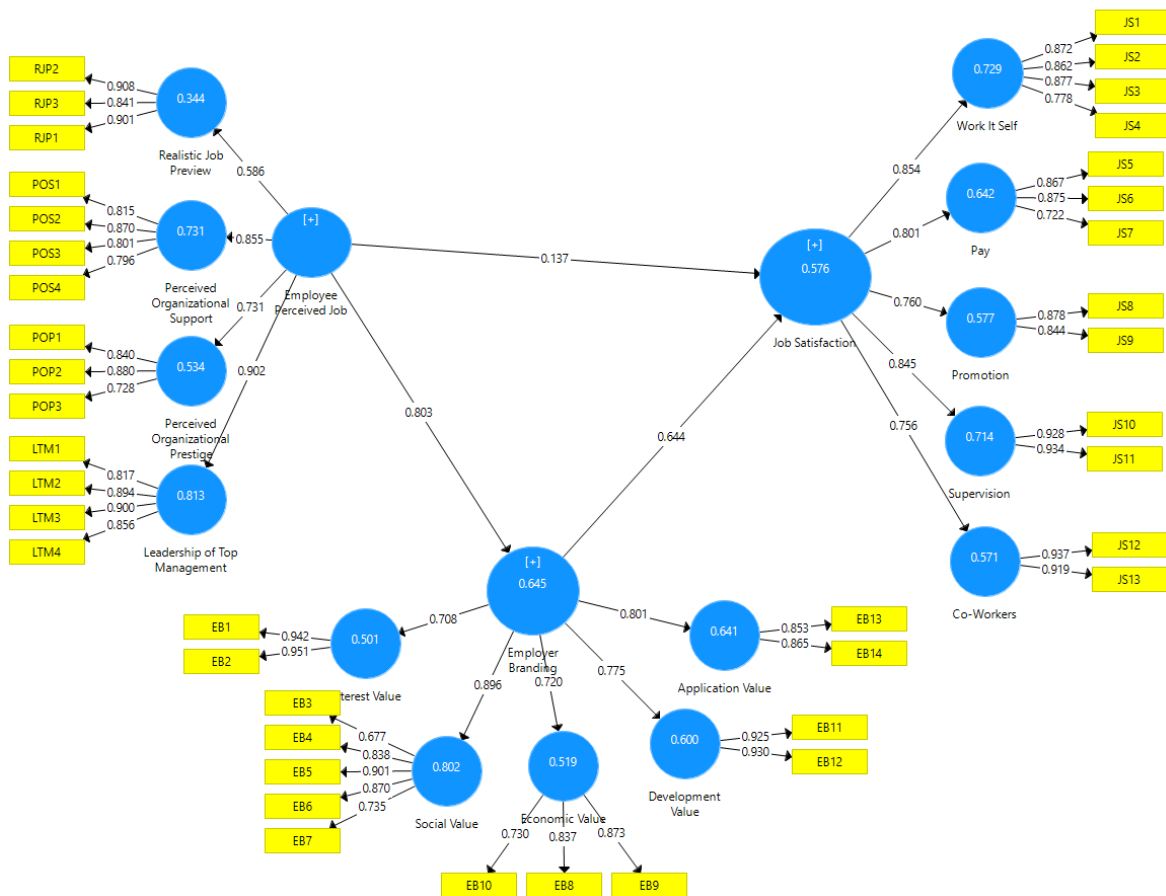 RJP2
RJP3
RJP1
0.908
0.841
0.901
0.344
Realistic Job
Preview
0.586
POS1
POS2
POS3
POS4
0.815
0.870
0.801
0.796
0.731
Perceived
Organizational
Support
0.855
POP1
POP2
POP3
0.840
0.880
0.728
0.534
Perceived
Organizational
Prestige
0.731
LTM1
LTM2
LTM3
LTM4
0.817
0.894
0.900
0.856
0.813
Leadership of Top
Management
0.902
[+]
Employee
Perceived Job
0.137
0.803
0.644
[+]
0.576
Job Satisfaction
0.854
0.801
0.760
0.845
0.756
0.729
Work It Self
0.872
0.862
0.877
0.778
JS1
JS2
JS3
JS4
0.642
Pay
0.867
0.875
0.722
JS5
JS6
JS7
0.577
Promotion
0.878
0.844
JS8
JS9
0.714
Supervision
0.928
0.934
JS10
JS11
0.571
Co-Workers
0.937
0.919
JS12
JS13
[+]
0.645
Employer
Branding
0.708
0.896
0.720
0.775
0.801
EB1
EB2
0.942
0.951
0.501
terest Value
EB3
EB4
EB5
EB6
EB7
0.677
0.838
0.901
0.870
0.735
0.802
Social Value
0.519
Economic Value
0.730
0.837
0.873
EB10
EB8
EB9
0.600
Development
Value
0.925
0.930
EB11
EB12
0.641
Application Value
0.853
0.865
EB13
EB14